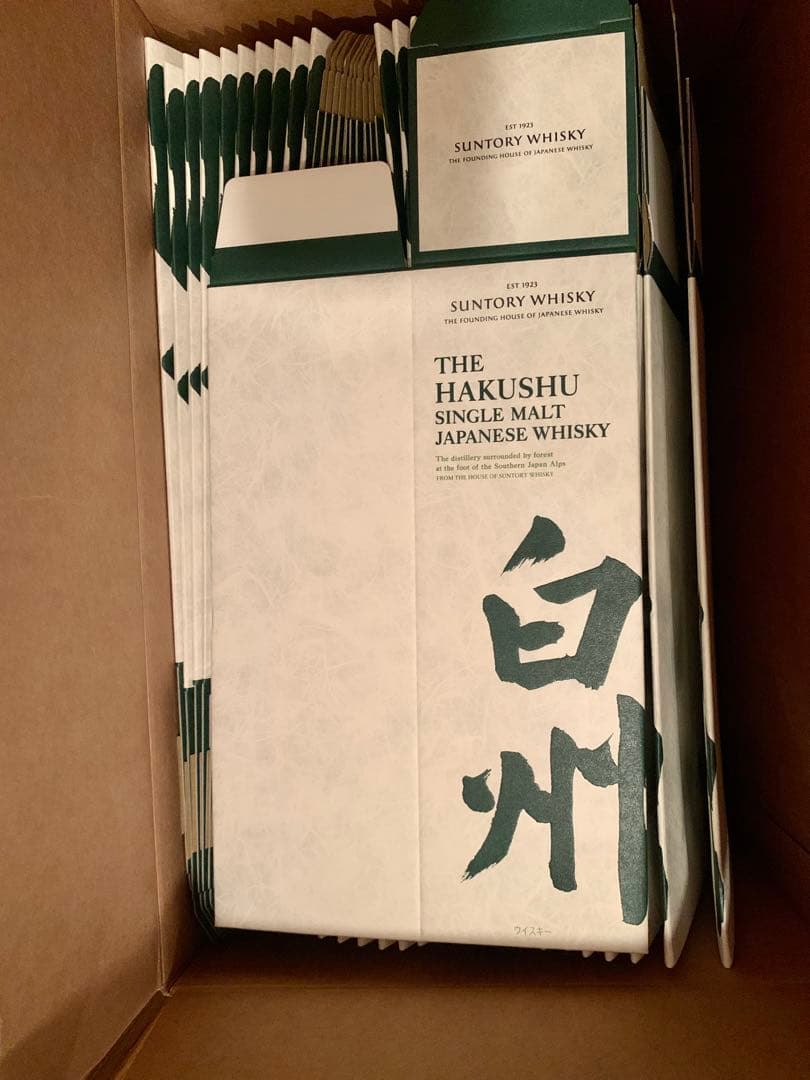 EST 1923
SUNTORY WHISKY
THE FOUNDING HOUSE OF JAPANESE WHISKY
EST 1923
SUNTORY WHISKY
THE FOUNDING HOUSE OF JAPANESE WHISKY
THE
HAKUSHU
SINGLE MALT
JAPANESE WHISKY
The distillery surrounded by forest
at the foot of the Southern Japan Alps
FROM THE HOUSE OF SUNTORY WHISKY
白
州
ウイスキー